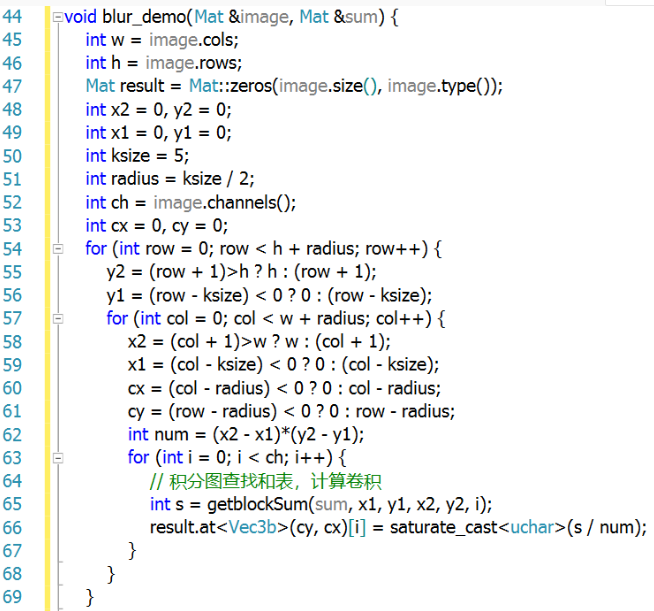 44 void blur_demo(Mat &image, Mat &sum) {
45 int w = image.cols;
46 int h = image.rows;
47 Mat result = Mat::zeros(image.size(), image.type());
48 int x2 = 0, y2 = 0;
49 int x1 = 0, y1 = 0;
50 int ksize = 5;
51 int radius = ksize / 2;
52 int ch = image.channels();
53 int cx = 0, cy = 0;
54 for (int row = 0; row < h + radius; row++) {
55 y2 = (row + 1)>h ? h : (row + 1);
56 y1 = (row - ksize) < 0 ? 0 : (row - ksize);
57 for (int col = 0; col < w + radius; col++) {
58 x2 = (col + 1)>w ? w : (col + 1);
59 x1 = (col - ksize) < 0 ? 0 : (col - ksize);
60 cx = (col - radius) < 0 ? 0 : col - radius;
61 cy = (row - radius) < 0 ? 0 : row - radius;
62 int num = (x2 - x1)*(y2 - y1);
63 for (int i = 0; i < ch; i++) {
64 // 积分图查找和表，计算卷积
65 int s = getblockSum(sum, x1, y1, x2, y2, i);
66 result.at<Vec3b>(cy, cx)[i] = saturate_cast<uchar>(s / num);
67 }
68 }
69 }